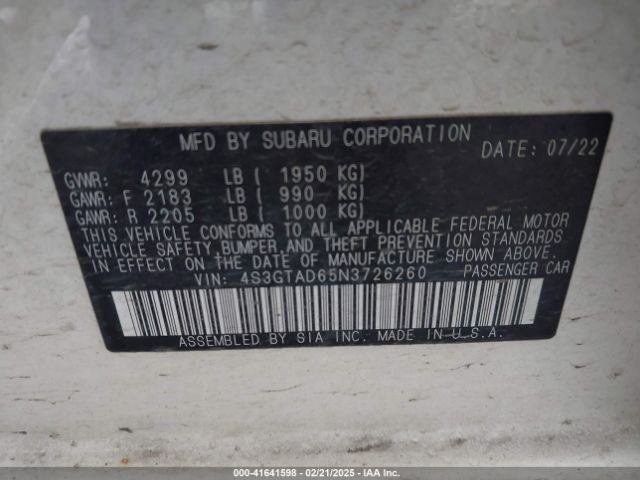 MFD BY SUBARU CORPORATION DATE: 07/22
GVWR: 4299 LB ( 1950 KG)
GAWR: F 2183 LB ( 990 KG)
GAWR: R 2205 LB ( 1000 KG)
THIS VEHICLE CONFORMS TO ALL APPLICABLE FEDERAL MOTOR
VEHICLE SAFETY, BUMPER, AND THEFT PREVENTION STANDARDS
IN EFFECT ON THE DATE OF MANUFACTURE SHOWN ABOVE.
VIN: 4S3GTAD65N3726260 PASSENGER CAR
ASSEMBLED BY SIA INC. MADE IN U.S.A.
000-41641598 - 02/21/2025 - IAA Inc.